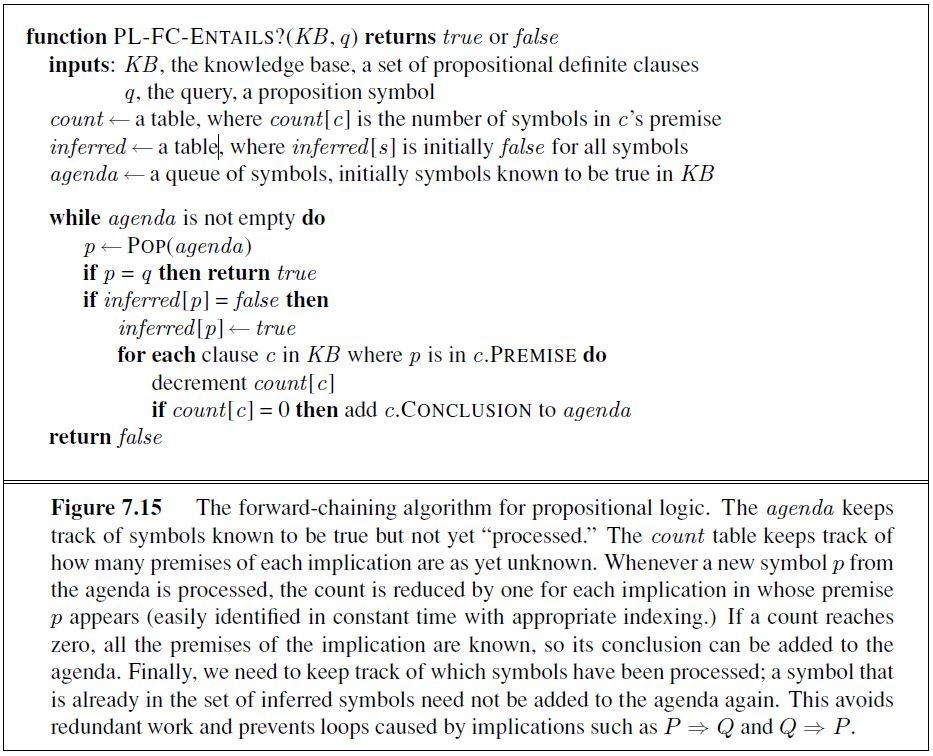 function PL-FC-ENTAILS?(KB, q) returns true or false
inputs: KB, the knowledge base, a set of propositional definite clauses
q, the query, a proposition symbol
count ← a table, where count[c] is the number of symbols in c's premise
inferred ← a table, where inferred[s] is initially false for all symbols
agenda ← a queue of symbols, initially symbols known to be true in KB
while agenda is not empty do
p ← POP(agenda)
if p = q then return true
if inferred[p] = false then
inferred[p] ← true
for each clause c in KB where p is in c.PREMISE do
decrement count[c]
if count[c] = 0 then add c.CONCLUSION to agenda
return false
Figure 7.15 The forward-chaining algorithm for propositional logic. The agenda keeps
track of symbols known to be true but not yet “processed.” The count table keeps track of
how many premises of each implication are as yet unknown. Whenever a new symbol p from
the agenda is processed, the count is reduced by one for each implication in whose premise
p appears (easily identified in constant time with appropriate indexing.) If a count reaches
zero, all the premises of the implication are known, so its conclusion can be added to the
agenda. Finally, we need to keep track of which symbols have been processed; a symbol that
is already in the set of inferred symbols need not be added to the agenda again. This avoids
redundant work and prevents loops caused by implications such as P ⇒ Q and Q ⇒ P.